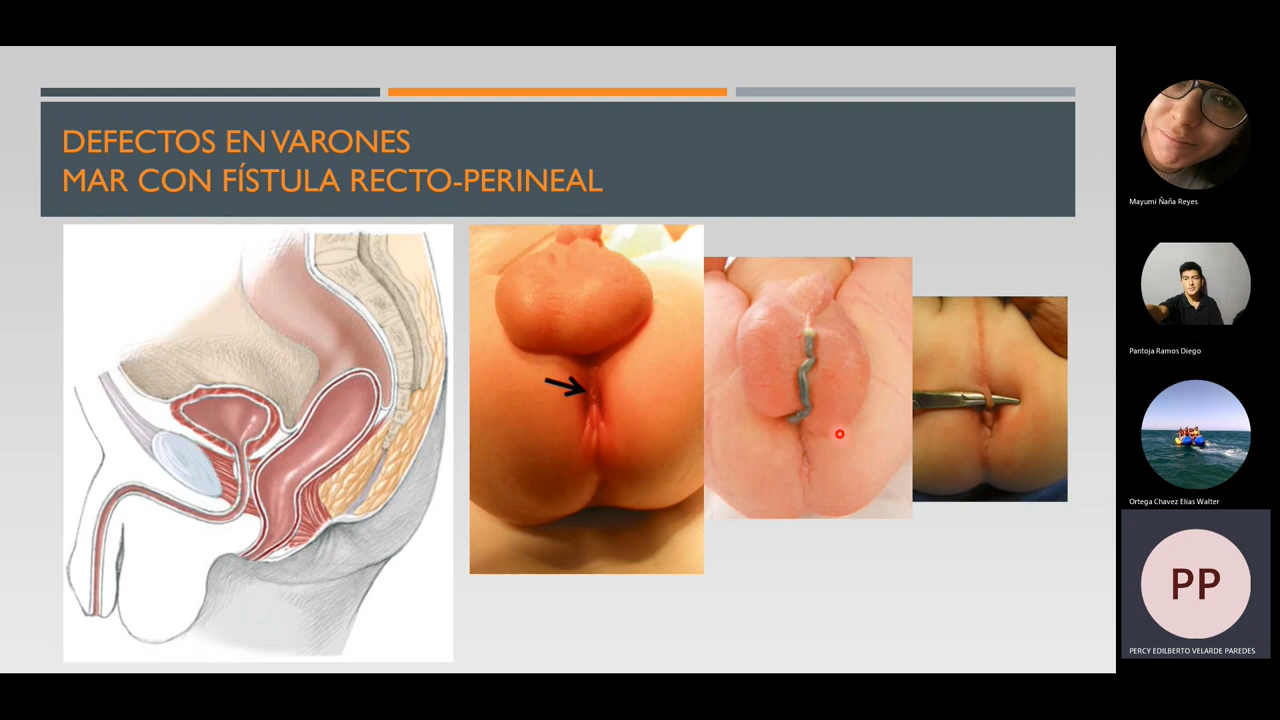 DEFECTOS EN VARONES
MAR CON FÍSTULA RECTO-PERINEAL
Mayumi Ñaña Reyes
Pantoja Ramos Diego
Ortega Chavez Elias Walter
PP
PERCY EDILBERTO VELARDE PAREDES